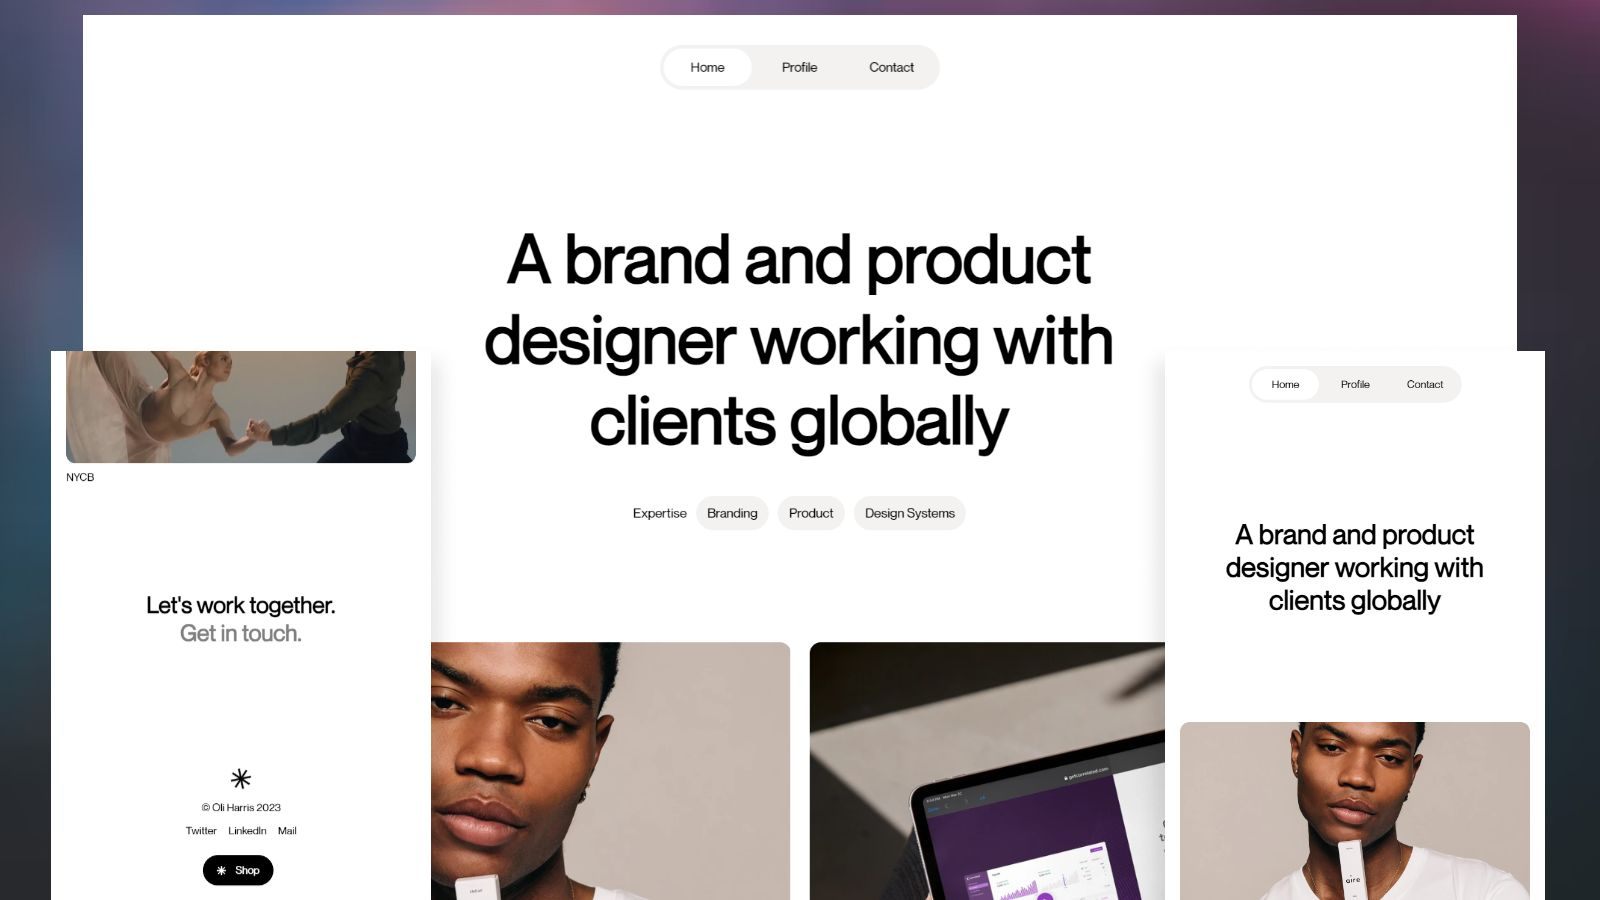 Home Profile Contact
A brand and product
designer working with
clients globally
Expertise Branding Product Design Systems
NYCB
Let's work together.
Get in touch.
© Oli Harris 2023
Twitter LinkedIn Mail
Shop
Home Profile Contact
A brand and product
designer working with
clients globally
aire